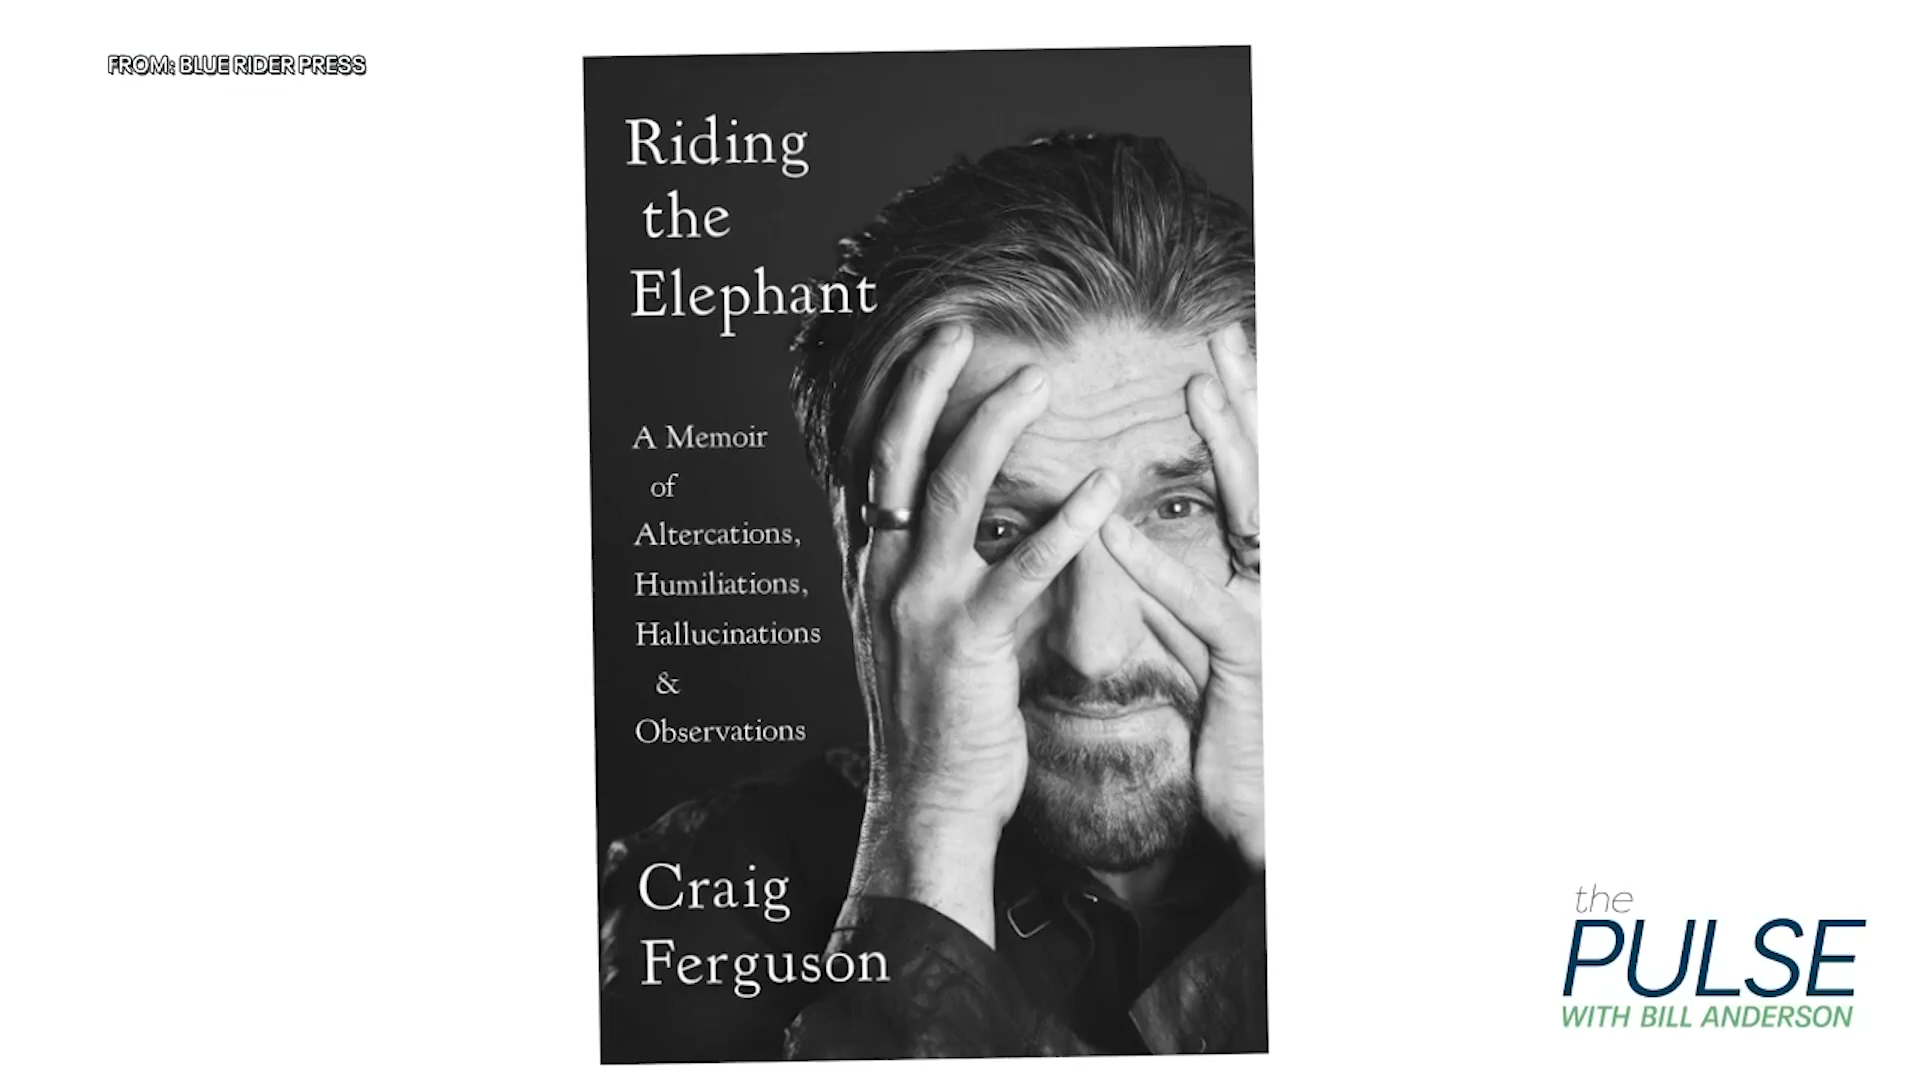 FROM: BLUE RIDER PRESS
Riding
the
Elephant
A Memoir
of
Altercations,
Humiliations,
Hallucinations
&
Observations
Craig
Ferguson
the
PULSE
WITH BILL ANDERSON